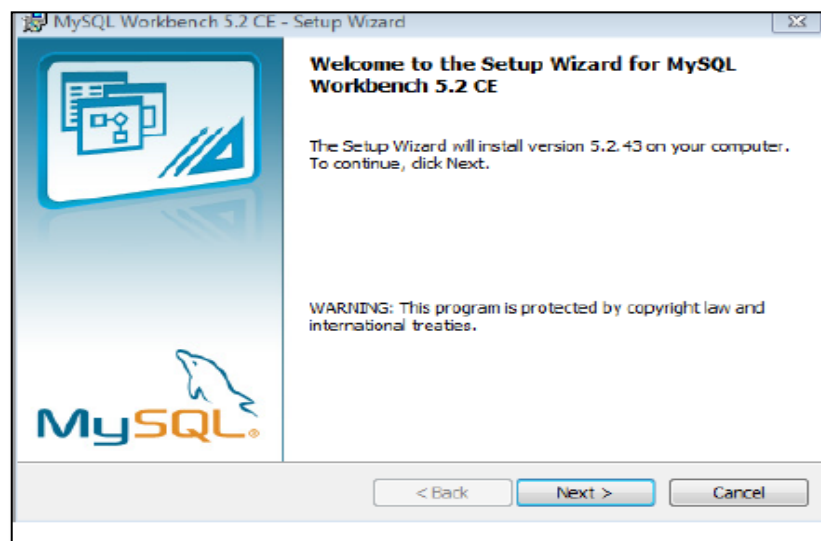 MySQL Workbench 5.2 CE - Setup Wizard
Welcome to the Setup Wizard for MySQL
Workbench 5.2 CE
The Setup Wizard will install version 5.2.43 on your computer.
To continue, click Next.
WARNING: This program is protected by copyright law and
international treaties.
MySQL®
< Back Next > Cancel